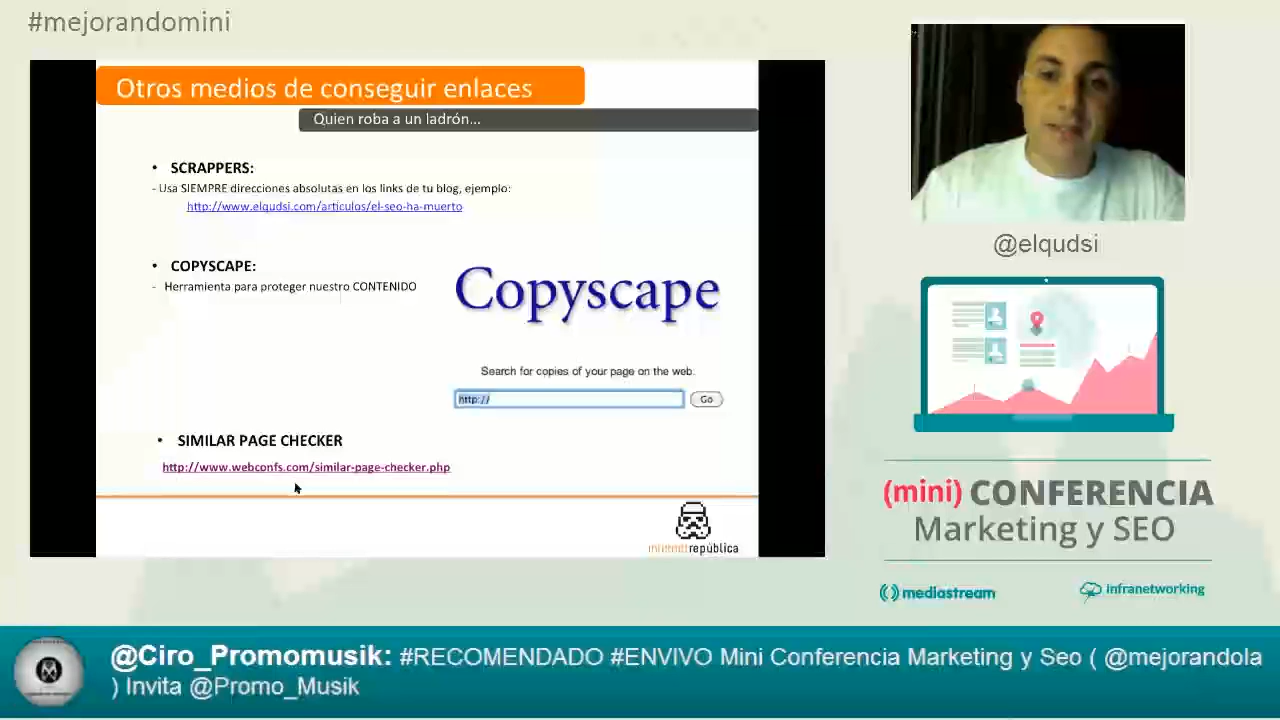 #mejorandomini
Otros medios de conseguir enlaces
Quien roba a un ladrón...
• SCRAPPERS:
- Usa SIEMPRE direcciones absolutas en los links de tu blog, ejemplo:
http://www.elqudsi.com/articulos/el-seo-ha-muerto
• COPYSCAPE:
- Herramienta para proteger nuestro CONTENIDO
Copyscape
Search for copies of your page on the web.
http://
Go
• SIMILAR PAGE CHECKER
http://www.webconfs.com/similar-page-checker.php
internetrepública
@elqudsi
(mini) CONFERENCIA
Marketing y SEO
mediastream
infranetworking
@Ciro_Promomusik: #RECOMENDADO #ENVIVO Mini Conferencia Marketing y Seo ( @mejorandola
) Invita @Promo_Musik